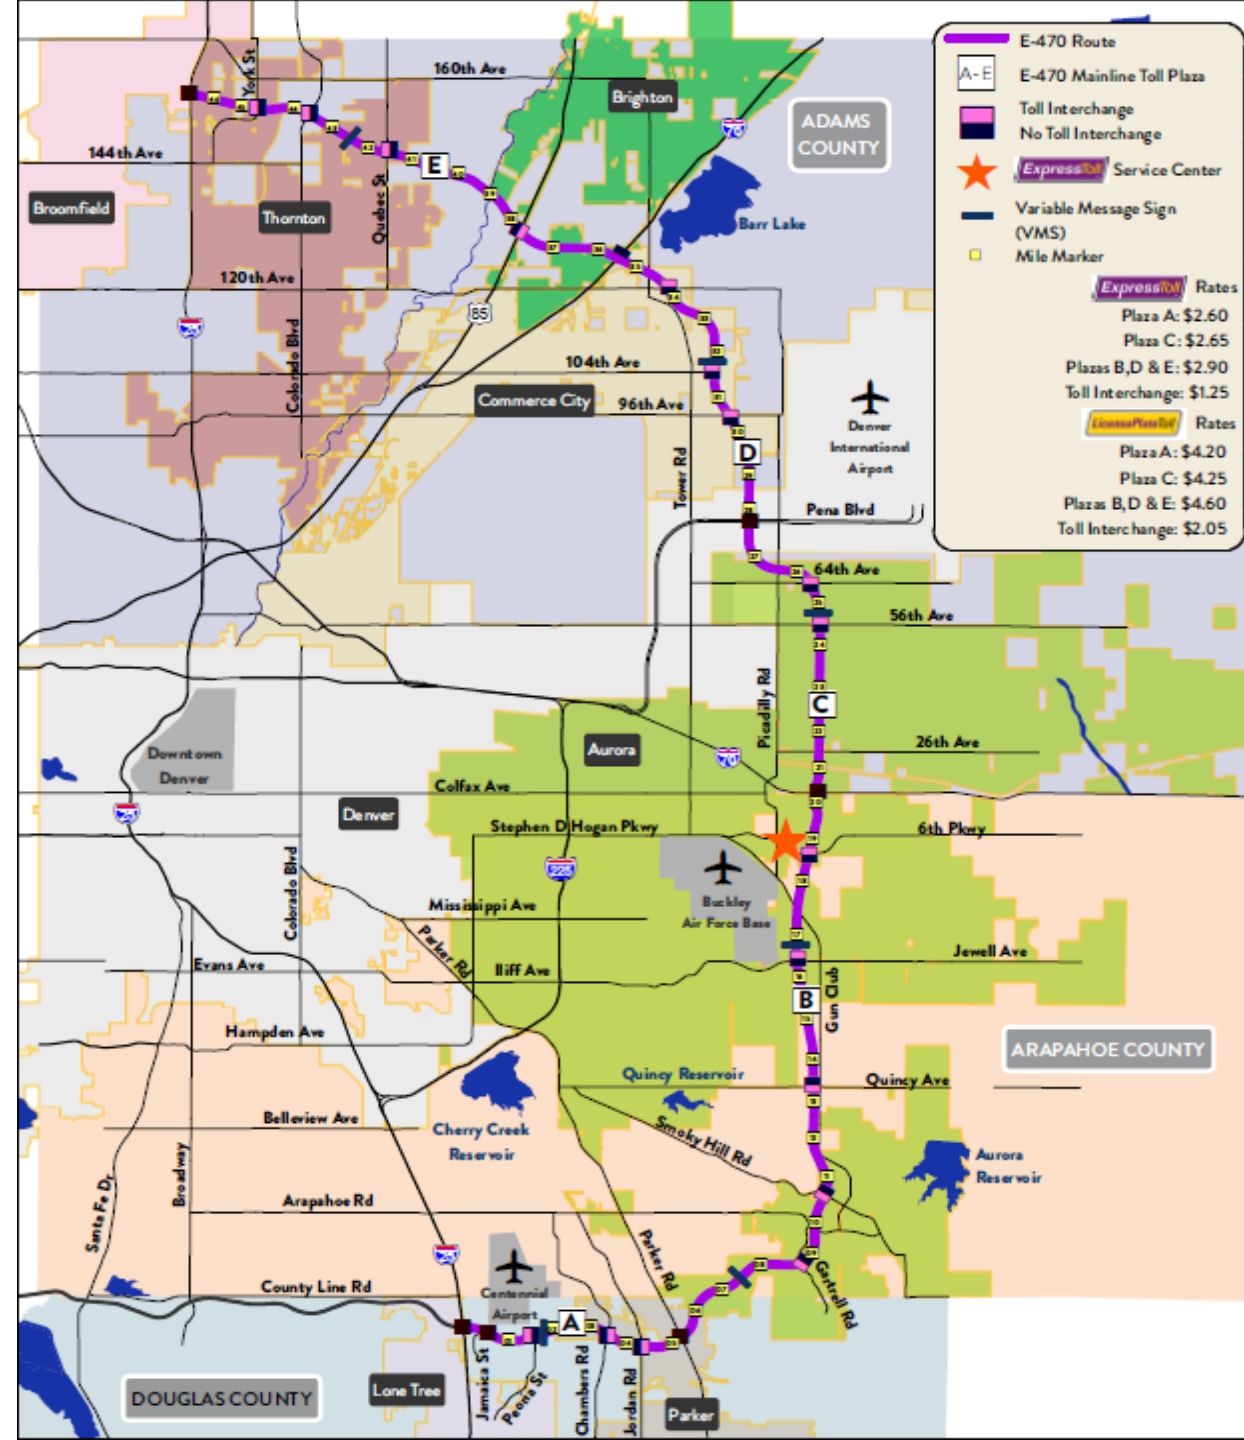 160th Ave
York St
Brighton
ADAMS
COUNTY
144th Ave
E
Broomfield
Thornton
Quebec St
Barr Lake
120th Ave
85
Colorado Blvd
104th Ave
Commerce City
96th Ave
Denver
International
Airport
D
Tower Rd
Pena Blvd
64th Ave
56th Ave
Picadilly Rd
C
Aurora
26th Ave
70
Downtown
Denver
Colfax Ave
Denver
Stephen D Hogan Pkwy
6th Pkwy
225
Colorado Blvd
Buckley
Air Force Base
Mississippi Ave
Parker Rd
Evans Ave
Iliff Ave
Jewell Ave
B
Gun Club
Hampden Ave
ARAPAHOE COUNTY
Quincy Reservoir
Quincy Ave
Belleview Ave
Cherry Creek
Reservoir
Smoky Hill Rd
Aurora
Reservoir
Broadway
Santa Fe Dr
Arapahoe Rd
Parker Rd
County Line Rd
Centennial
Airport
Gartrell Rd
A
Jamaica St
Peoria St
Chambers Rd
Jordan Rd
Lone Tree
DOUGLAS COUNTY
Parker
E-470 Route
A-E E-470 Mainline Toll Plaza
Toll Interchange
No Toll Interchange
ExpressToll Service Center
Variable Message Sign
(VMS)
Mile Marker
ExpressToll Rates
Plaza A: $2.60
Plaza C: $2.65
Plazas B,D & E: $2.90
Toll Interchange: $1.25
LicensePlateToll Rates
Plaza A: $4.20
Plaza C: $4.25
Plazas B,D & E: $4.60
Toll Interchange: $2.05